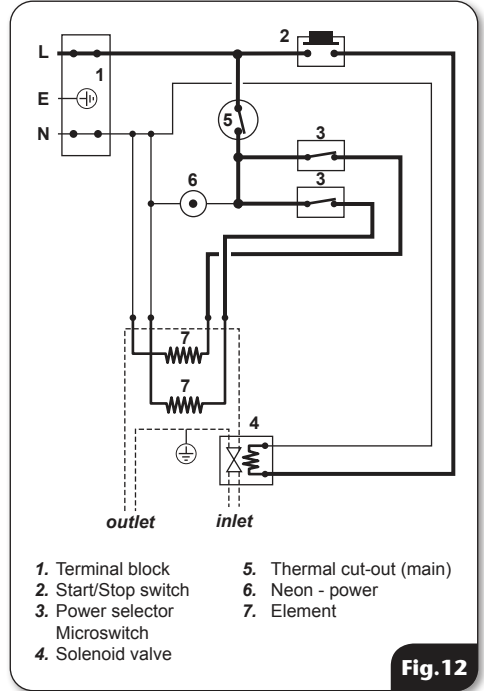 L
E
N
1
2
5
3
3
6
7
7
4
outlet inlet
1. Terminal block
2. Start/Stop switch
3. Power selector
Microswitch
4. Solenoid valve
5. Thermal cut-out (main)
6. Neon - power
7. Element
Fig.12